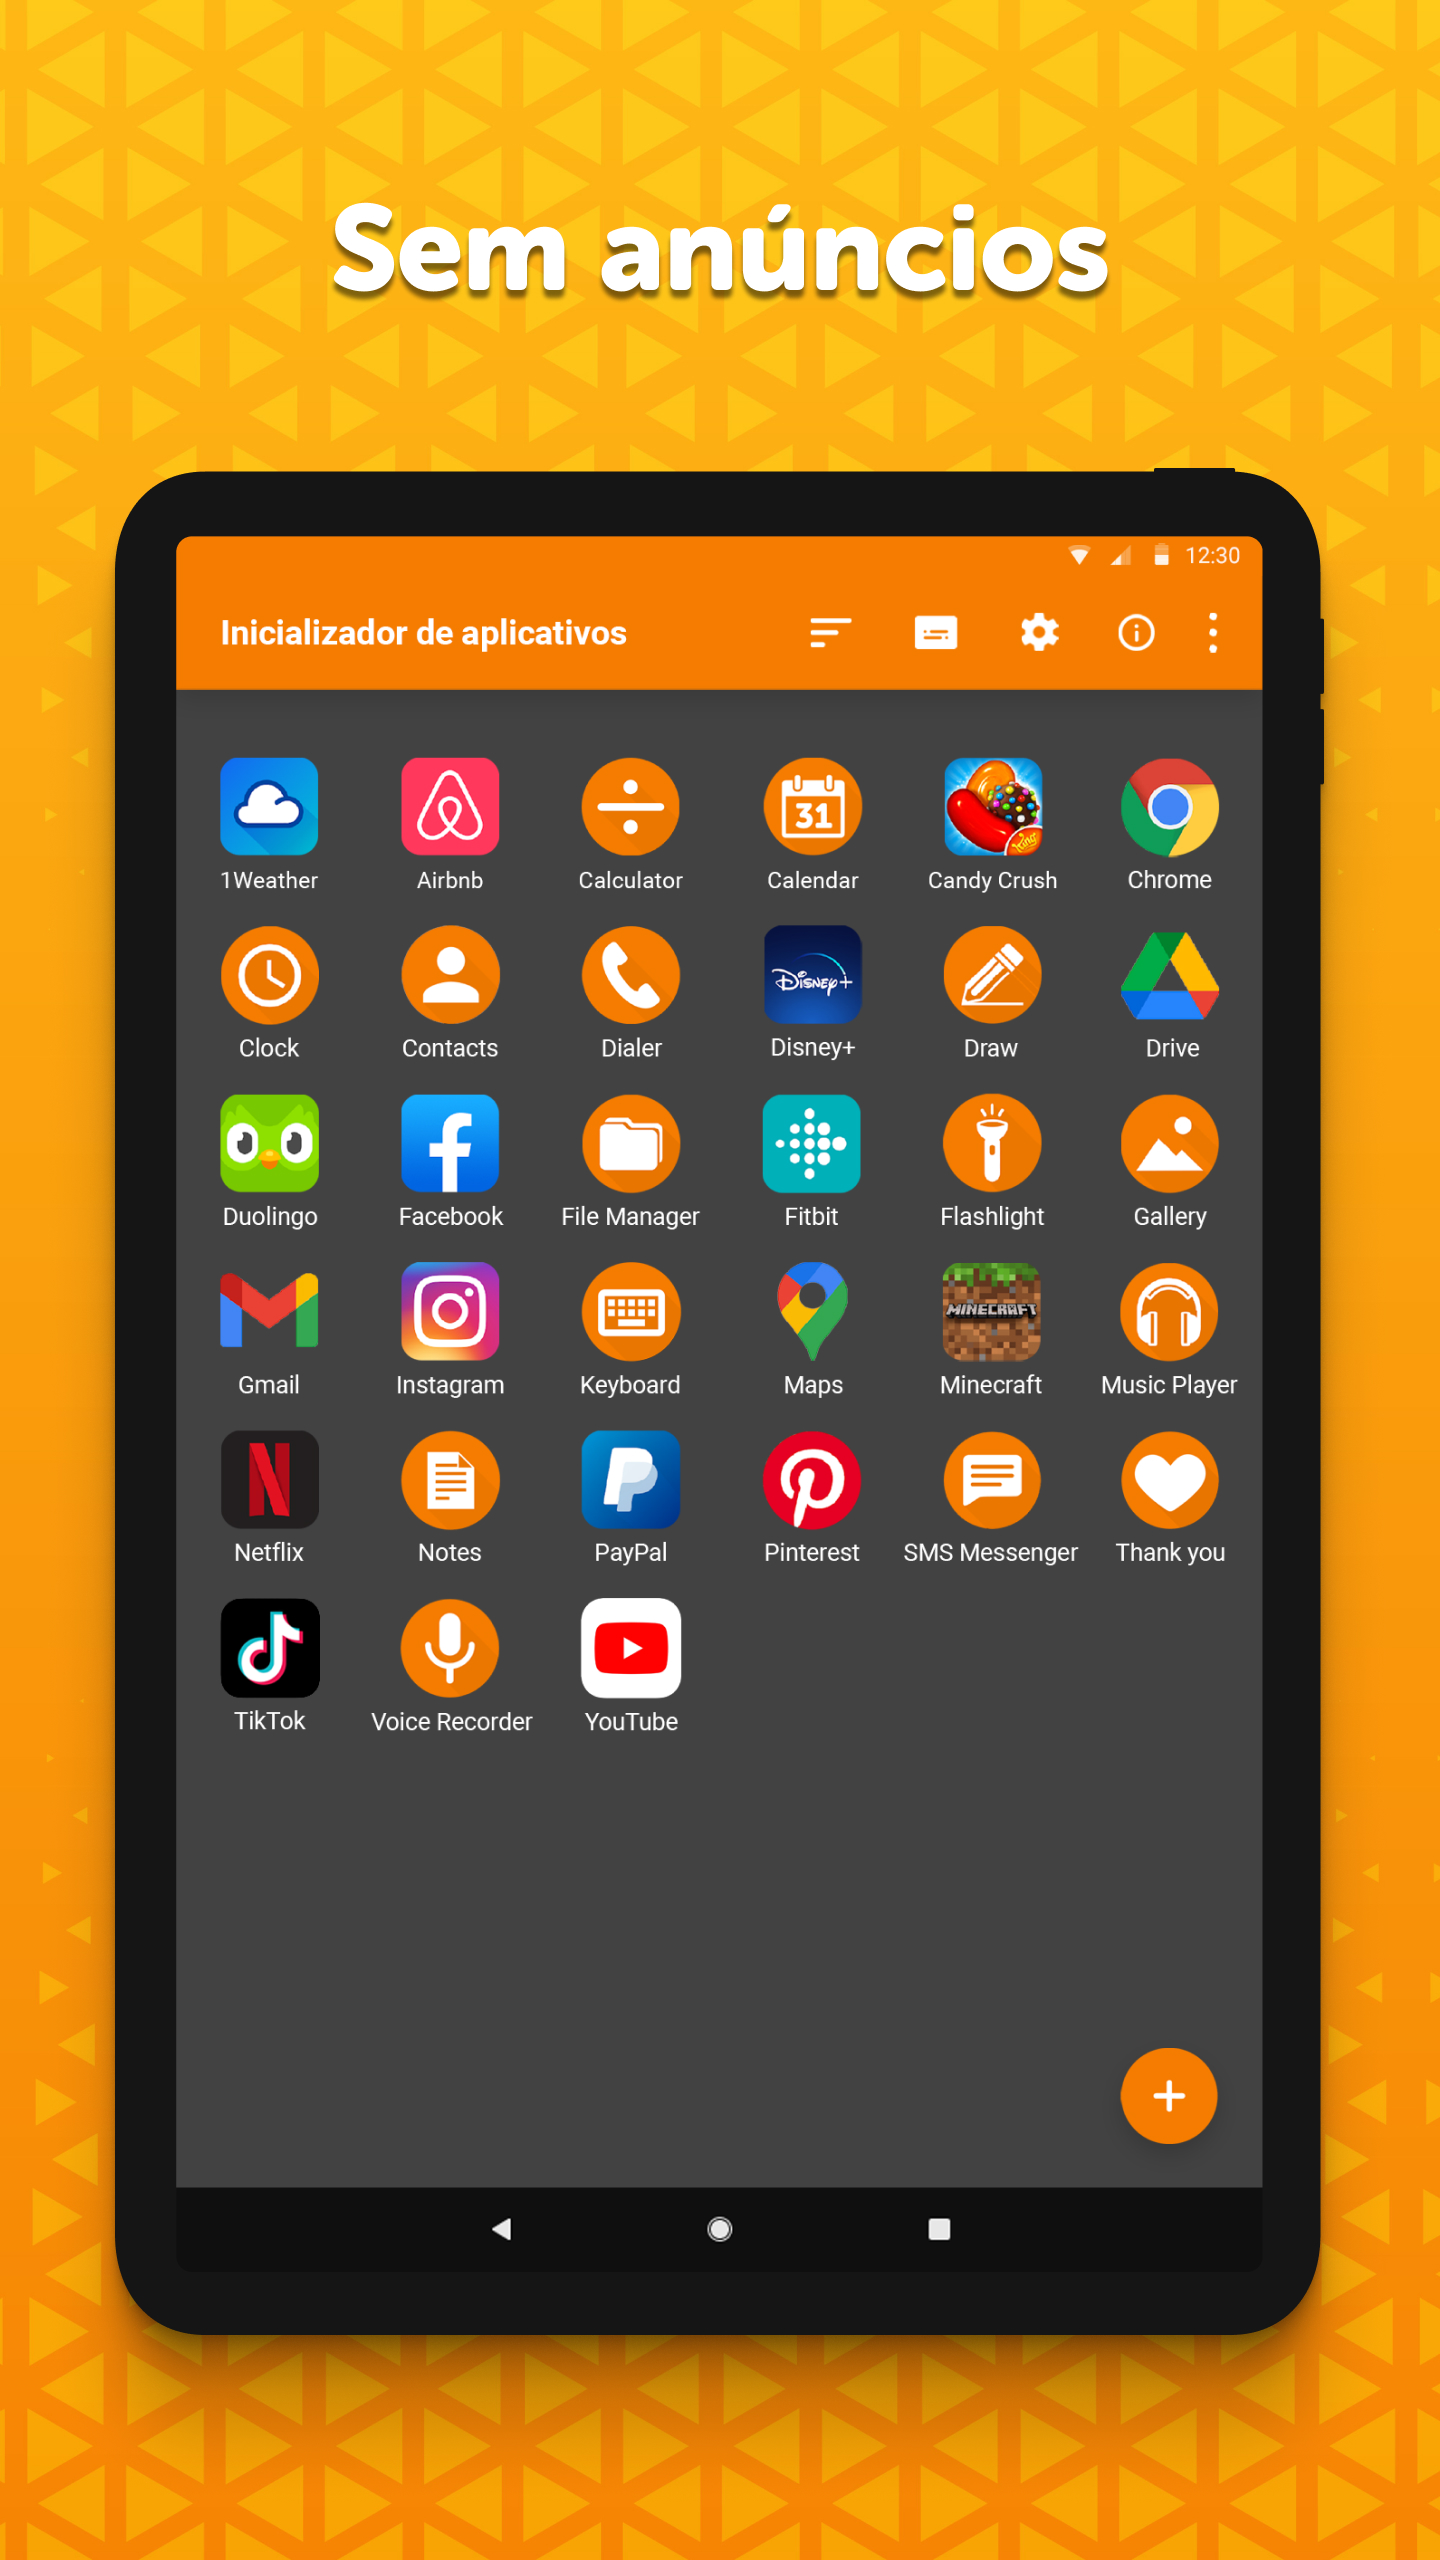 Sem anúncios
12:30
Inicializador de aplicativos
31
King
1Weather Airbnb Calculator Calendar Candy Crush Chrome
Disney+
Clock Contacts Dialer Disney+ Draw Drive
Duolingo Facebook File Manager Fitbit Flashlight Gallery
MINECRAFT
Gmail Instagram Keyboard Maps Minecraft Music Player
Netflix Notes PayPal Pinterest SMS Messenger Thank you
TikTok Voice Recorder YouTube